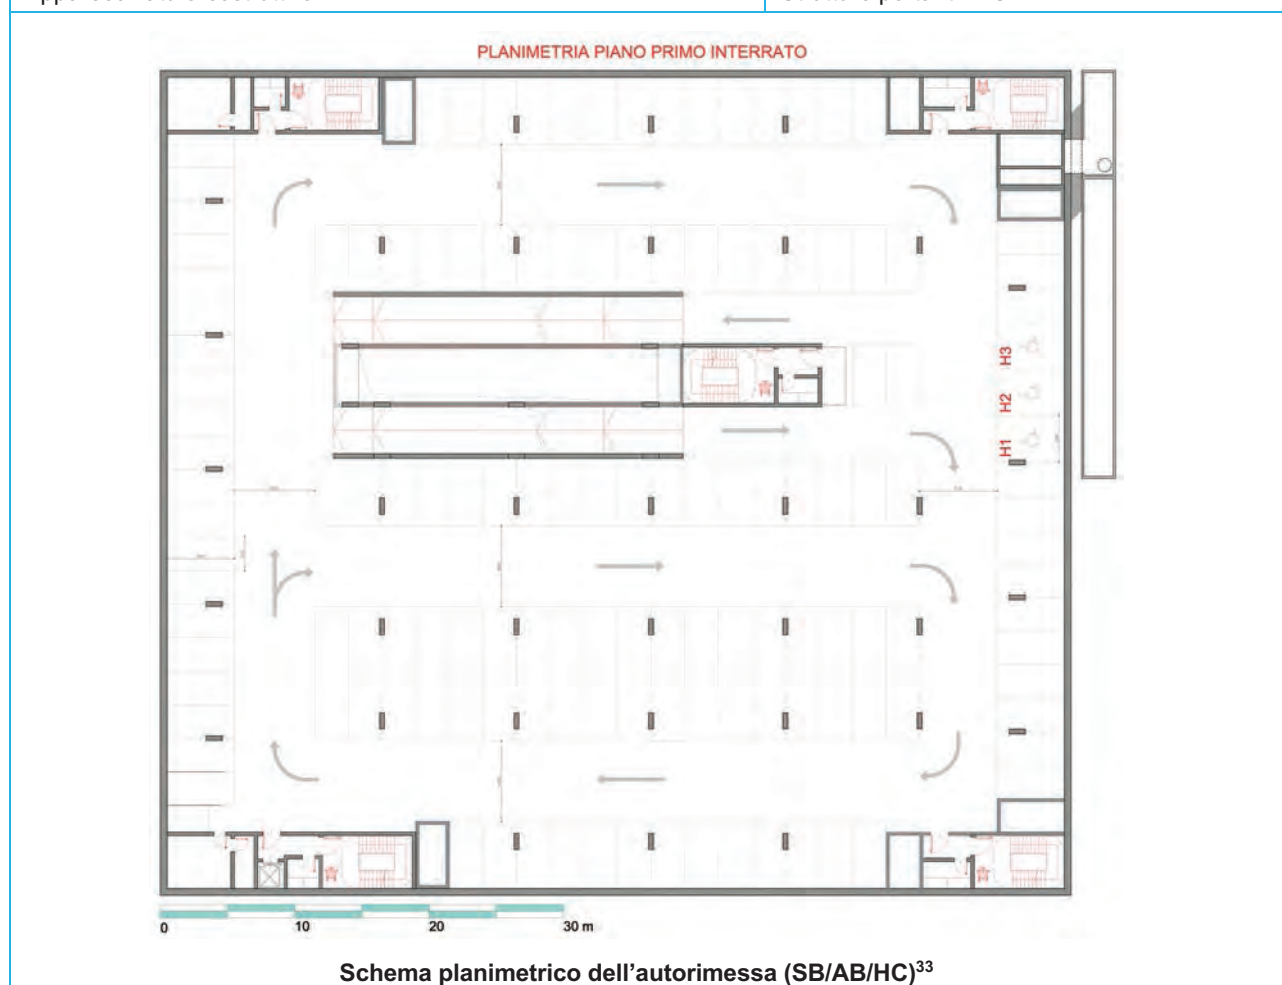 PLANIMETRIA PIANO PRIMO INTERRATO
H3
H2
H1
0 10 20 30 m
Schema planimetrico dell'autorimessa (SB/AB/HC)³³